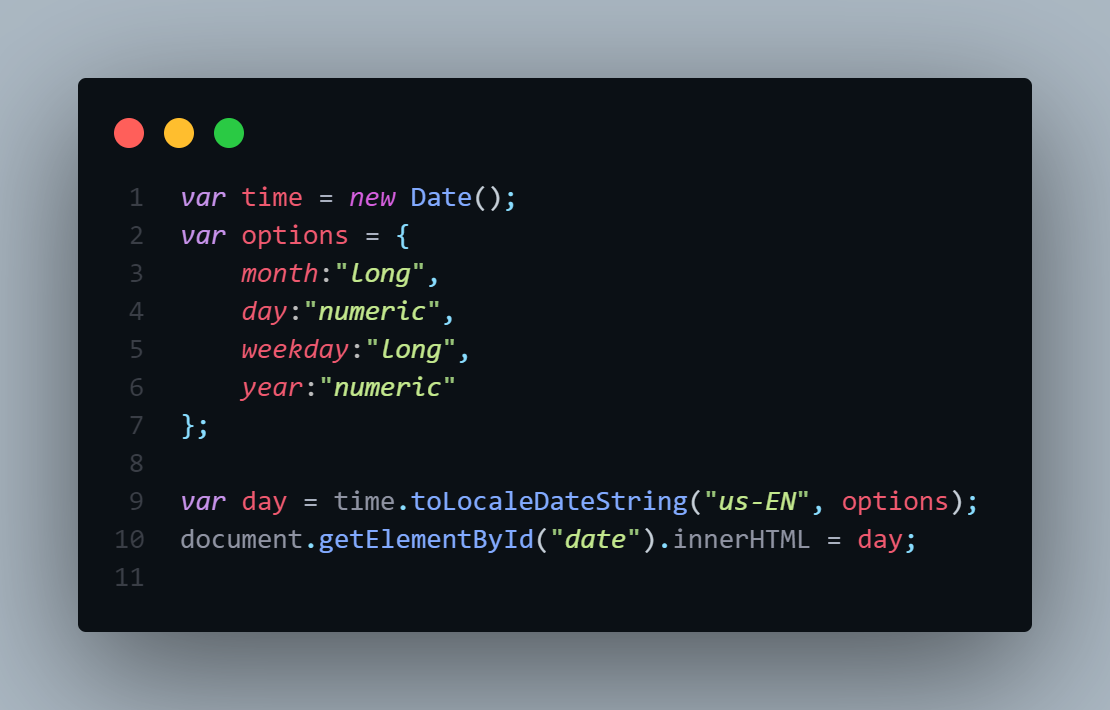 1 var time = new Date();
2 var options = {
3     month:"long",
4     day:"numeric",
5     weekday:"long",
6     year:"numeric"
7 };
8
9 var day = time.toLocaleDateString("us-EN", options);
10 document.getElementById("date").innerHTML = day;
11